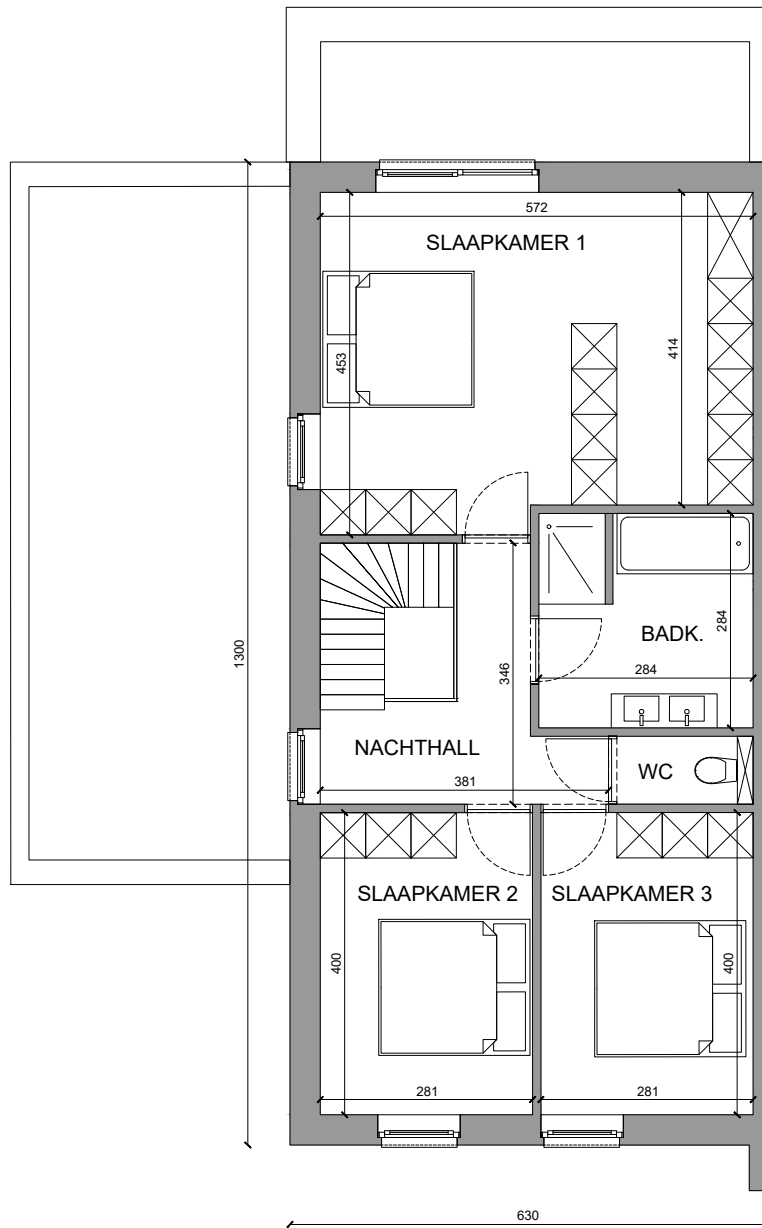 572
SLAAPKAMER 1
453
414
284
BADK.
284
346
1300
NACHTHALL
381
WC
SLAAPKAMER 2
SLAAPKAMER 3
400
400
281
281
630